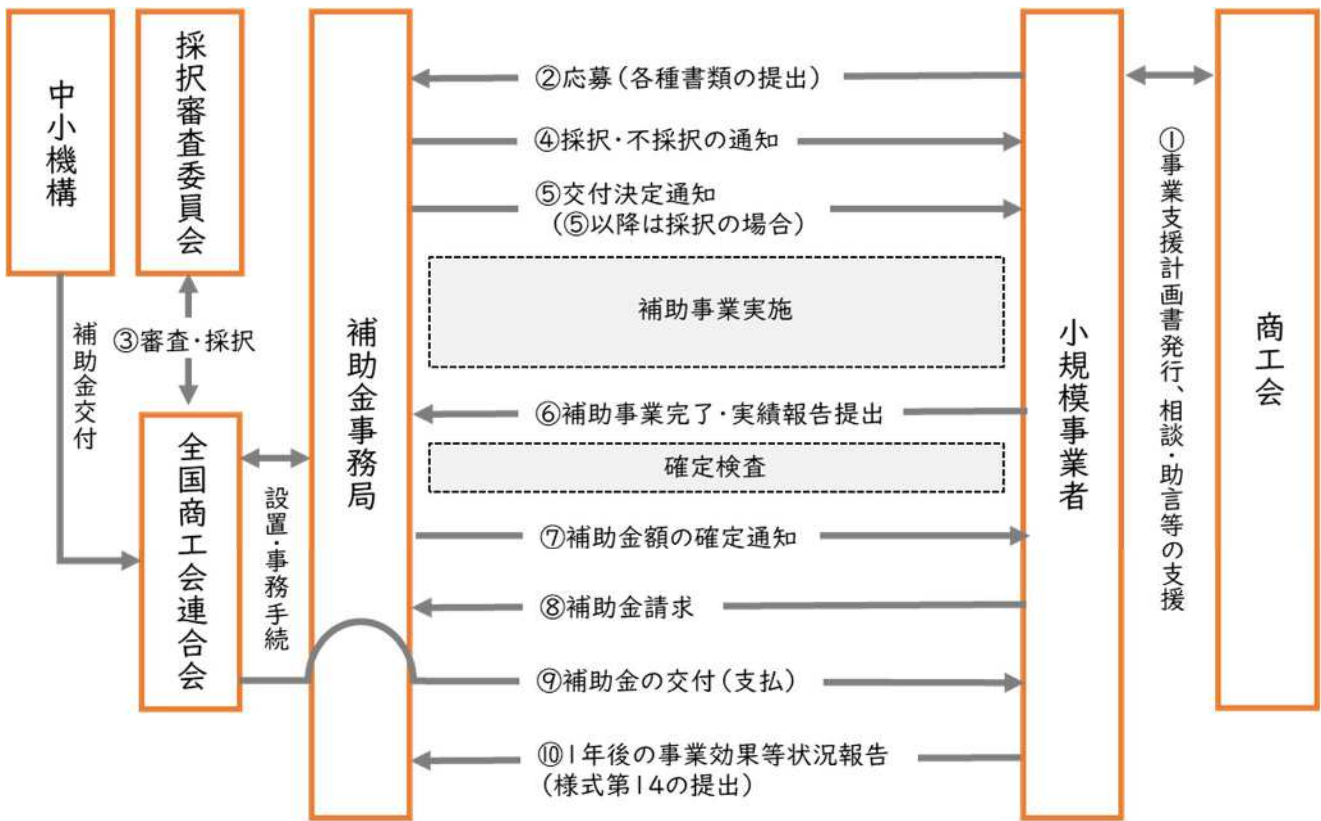 中小機構
採択審査委員会
補助金交付
③審査・採択
全国商工会連合会
設置・事務手続
補助金事務局
②応募(各種書類の提出)
④採択・不採択の通知
⑤交付決定通知
(⑤以降は採択の場合)
補助事業実施
⑥補助事業完了・実績報告提出
確定検査
⑦補助金額の確定通知
⑧補助金請求
⑨補助金の交付(支払)
⑩1年後の事業効果等状況報告
(様式第14の提出)
小規模事業者
①事業支援計画書発行、相談・助言等の支援
商工会